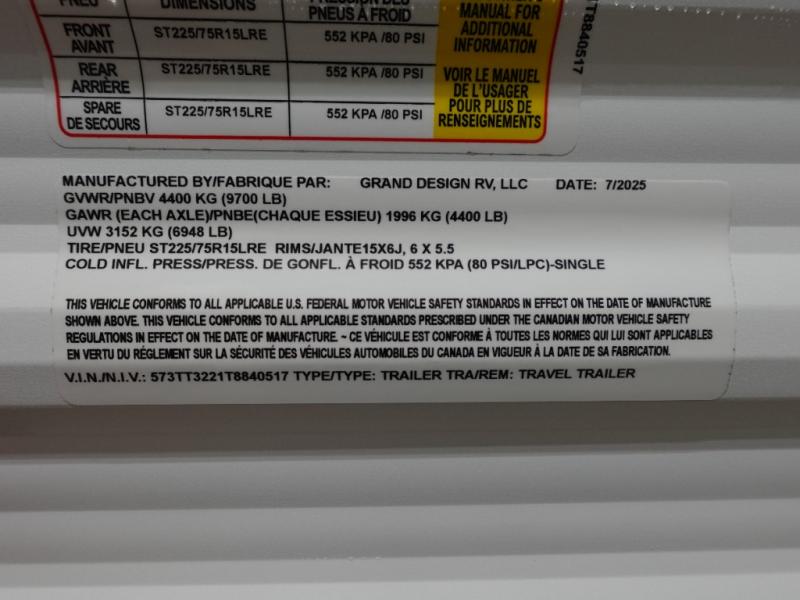 PNEU DIMENSIONS PRESSION DES
PNEUS À FROID
MANUAL FOR
ADDITIONAL
INFORMATION
FRONT
AVANT ST225/75R15LRE 552 KPA /80 PSI
REAR
ARRIÈRE ST225/75R15LRE 552 KPA /80 PSI
SPARE
DE SECOURS ST225/75R15LRE 552 KPA /80 PSI
VOIR LE MANUEL
DE L'USAGER
POUR PLUS DE
RENSEIGNEMENTS
1T8840517
MANUFACTURED BY/FABRIQUE PAR: GRAND DESIGN RV, LLC DATE: 7/2025
GVWR/PNBV 4400 KG (9700 LB)
GAWR (EACH AXLE)/PNBE(CHAQUE ESSIEU) 1996 KG (4400 LB)
UVW 3152 KG (6948 LB)
TIRE/PNEU ST225/75R15LRE RIMS/JANTE15X6J, 6 X 5.5
COLD INFL. PRESS/PRESS. DE GONFL. À FROID 552 KPA (80 PSI/LPC)-SINGLE
THIS VEHICLE CONFORMS TO ALL APPLICABLE U.S. FEDERAL MOTOR VEHICLE SAFETY STANDARDS IN EFFECT ON THE DATE OF MANUFACTURE
SHOWN ABOVE. THIS VEHICLE CONFORMS TO ALL APPLICABLE STANDARDS PRESCRIBED UNDER THE CANADIAN MOTOR VEHICLE SAFETY
REGULATIONS IN EFFECT ON THE DATE OF MANUFACTURE. ~ CE VÉHICULE EST CONFORME À TOUTES LES NORMES QUI LUI SONT APPLICABLES
EN VERTU DU RÉGLEMENT SUR LA SÉCURITÉ DES VÉHICULES AUTOMOBILES DU CANADA EN VIGUEUR À LA DATE DE SA FABRICATION.
V.I.N./N.I.V.: 573TT3221T8840517 TYPE/TYPE: TRAILER TRA/REM: TRAVEL TRAILER